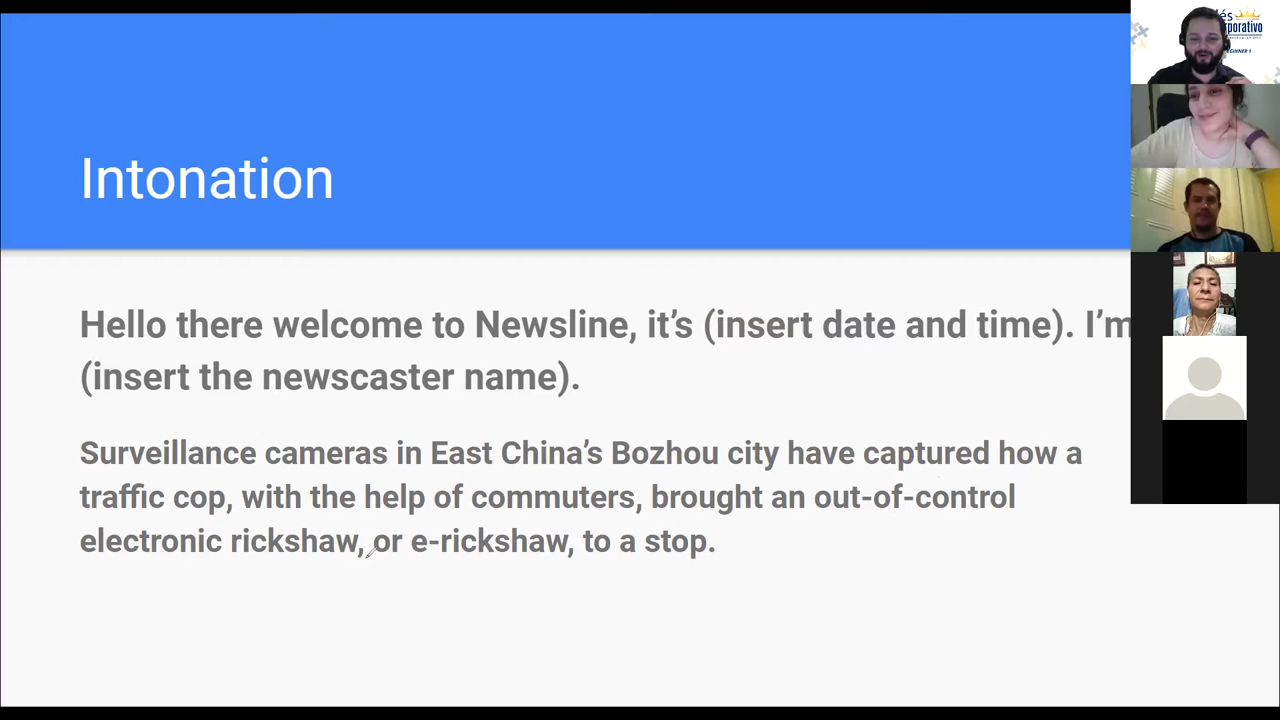 Intonation
Hello there welcome to Newsline, it’s (insert date and time). I’m
(insert the newscaster name).
Surveillance cameras in East China’s Bozhou city have captured how a
traffic cop, with the help of commuters, brought an out-of-control
electronic rickshaw, or e-rickshaw, to a stop.